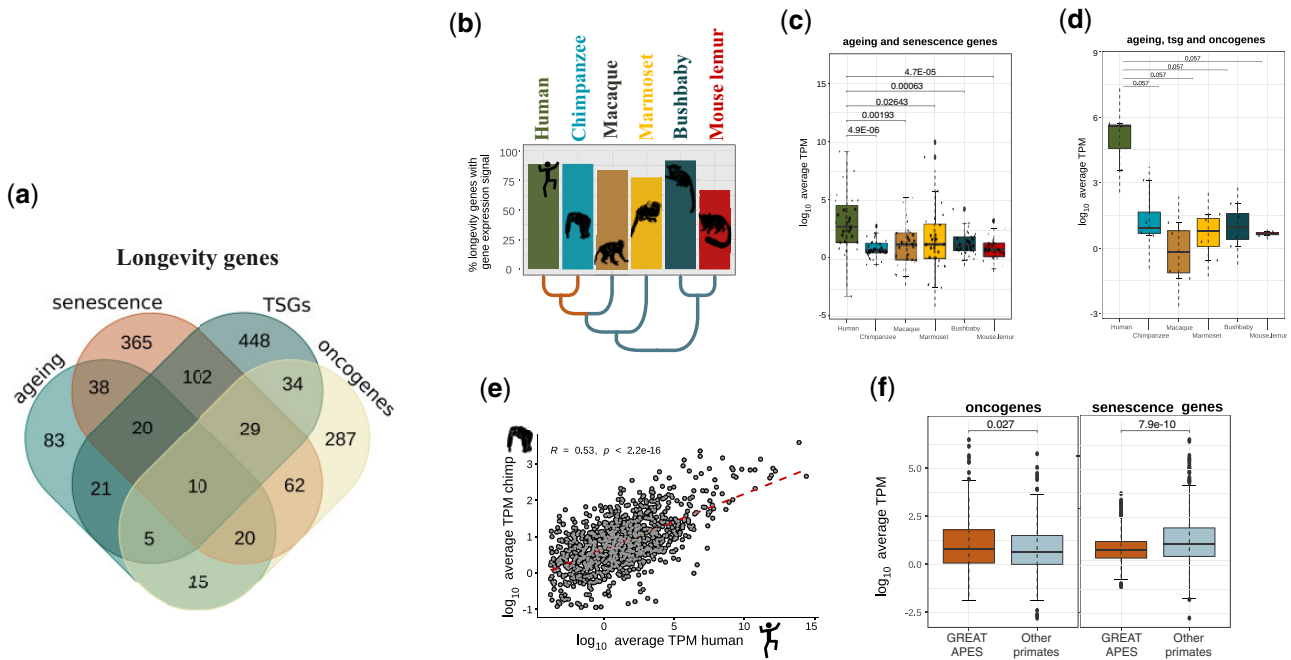 (a)
Longevity genes
senescence
TSGs
ageing
oncogenes
365
448
38
102
34
83
20
29
287
21
10
62
5
20
15
(b)
Human
Chimpanzee
Macaque
Marmoset
Bushbaby
Mouse lemur
% longevity genes with
gene expression signal
100
75
50
25
0
(c)
ageing and senescence genes
log10 average TPM
15
10
5
0
-5
4.7E-05
0.00063
0.02643
0.00193
4.9E-06
Human
Chimpanzee
Macaque
Marmoset
Bushbaby
Mouse lemur
(d)
ageing, tsg and oncogenes
log10 average TPM
9
6
3
0
-3
0.057
0.057
0.057
0.057
0.057
Human
Chimpanzee
Macaque
Marmoset
Bushbaby
Mouse lemur
(e)
R = 0.53, p < 2.2e-16
log10 average TPM chimp
3
2
1
0
-1
0
5
10
15
log10 average TPM human
(f)
oncogenes
senescence genes
0.027
7.9e-10
log10 average TPM
7.5
5.0
2.5
0.0
-2.5
GREAT
APES
Other
primates
GREAT
APES
Other
primates